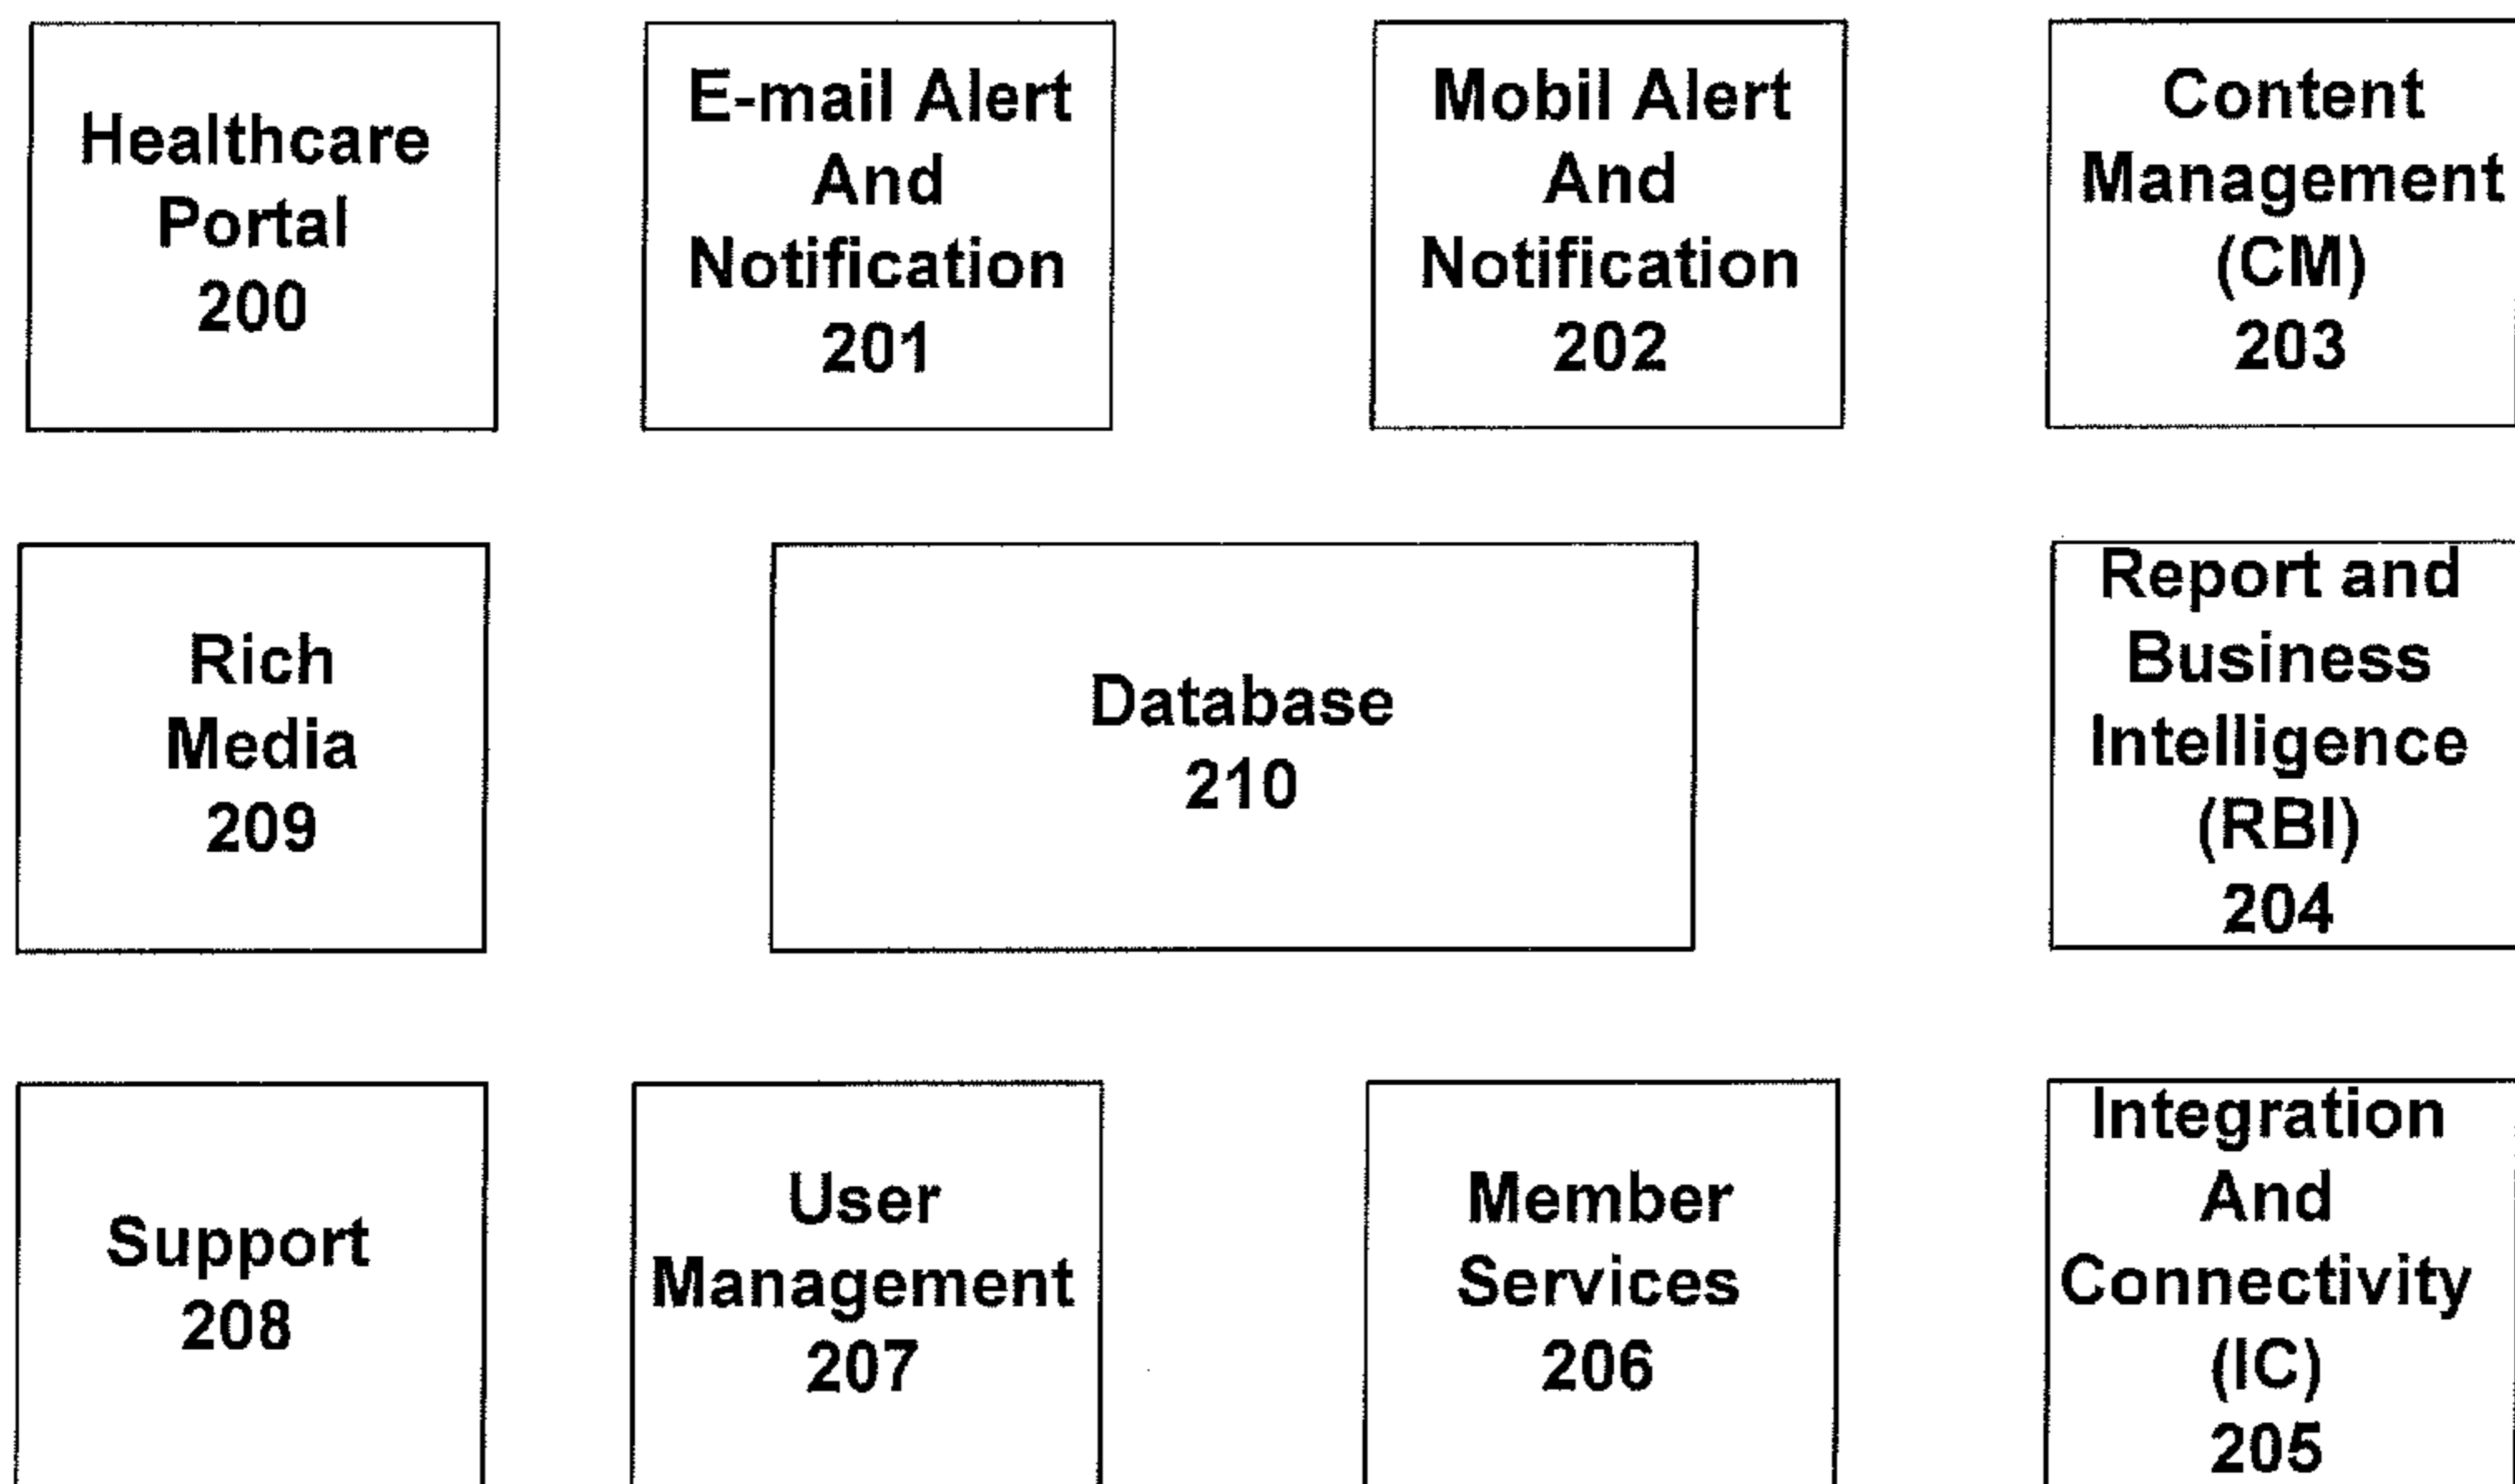 Healthcare
Portal
200
E-mail Alert
And
Notification
201
Mobil Alert
And
Notification
202
Content
Management
(CM)
203
Rich
Media
209
Database
210
Report and
Business
Intelligence
(RBI)
204
Support
208
User
Management
207
Member
Services
206
Integration
And
Connectivity
(IC)
205